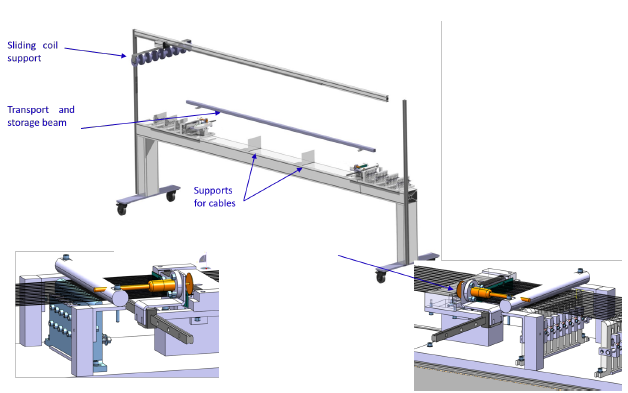 Sliding coil
support
Transport and
storage beam
Supports
for cables